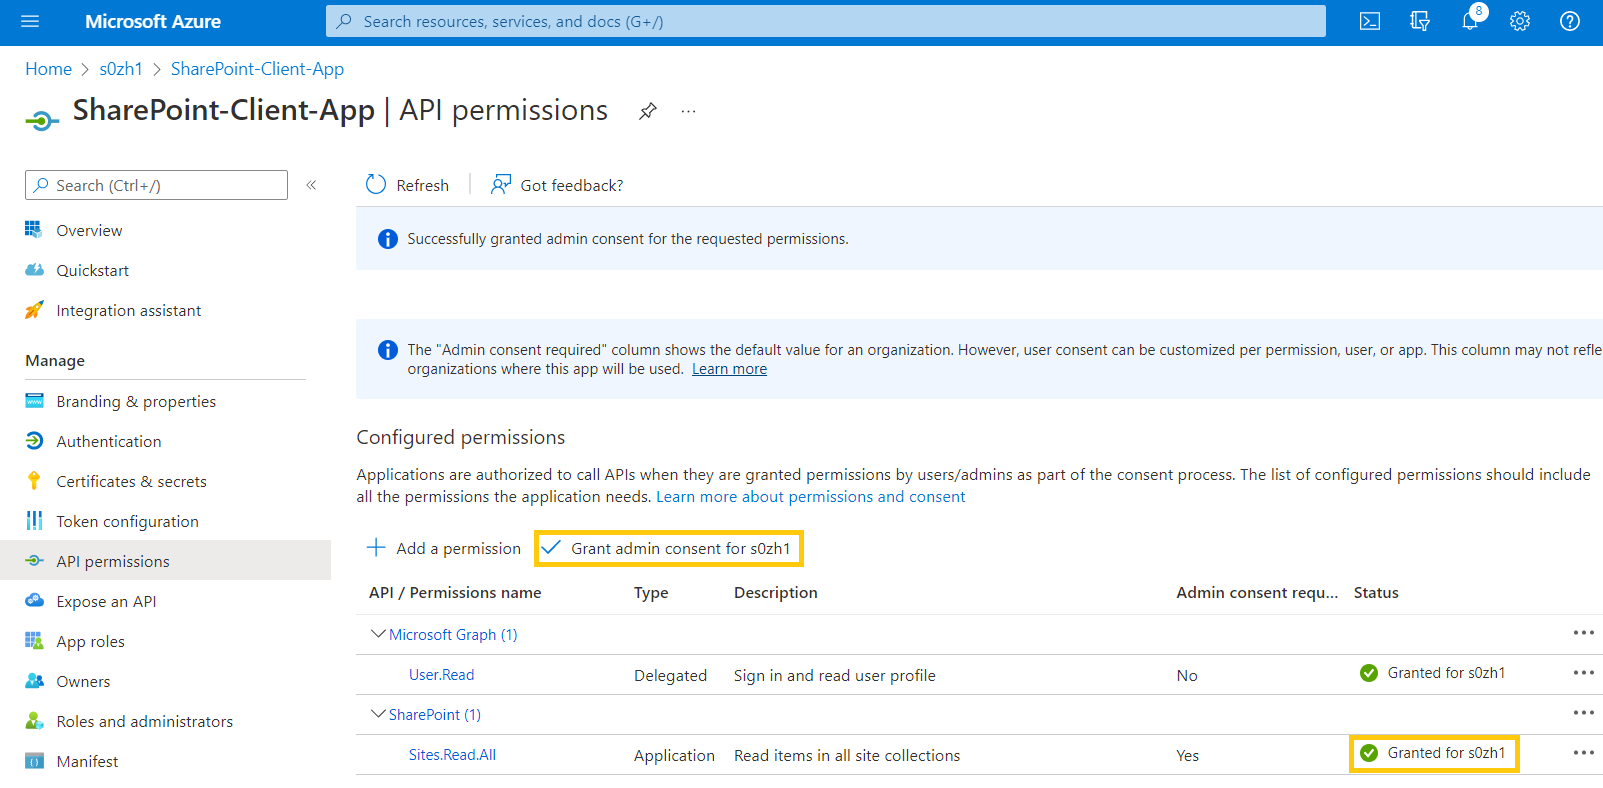 Microsoft Azure
Search resources, services, and docs (G+/)
8
Home > s0zh1 > SharePoint-Client-App
SharePoint-Client-App | API permissions
Search (Ctrl+/)
Overview
Quickstart
Integration assistant
Manage
Branding & properties
Authentication
Certificates & secrets
Token configuration
API permissions
Expose an API
App roles
Owners
Roles and administrators
Manifest
Refresh
Got feedback?
Successfully granted admin consent for the requested permissions.
The "Admin consent required" column shows the default value for an organization. However, user consent can be customized per permission, user, or app. This column may not refle
organizations where this app will be used. Learn more
Configured permissions
Applications are authorized to call APIs when they are granted permissions by users/admins as part of the consent process. The list of configured permissions should include
all the permissions the application needs. Learn more about permissions and consent
Add a permission
Grant admin consent for s0zh1
API / Permissions name Type Description Admin consent requ... Status
Microsoft Graph (1)
User.Read Delegated Sign in and read user profile No Granted for s0zh1
SharePoint (1)
Sites.Read.All Application Read items in all site collections Yes Granted for s0zh1